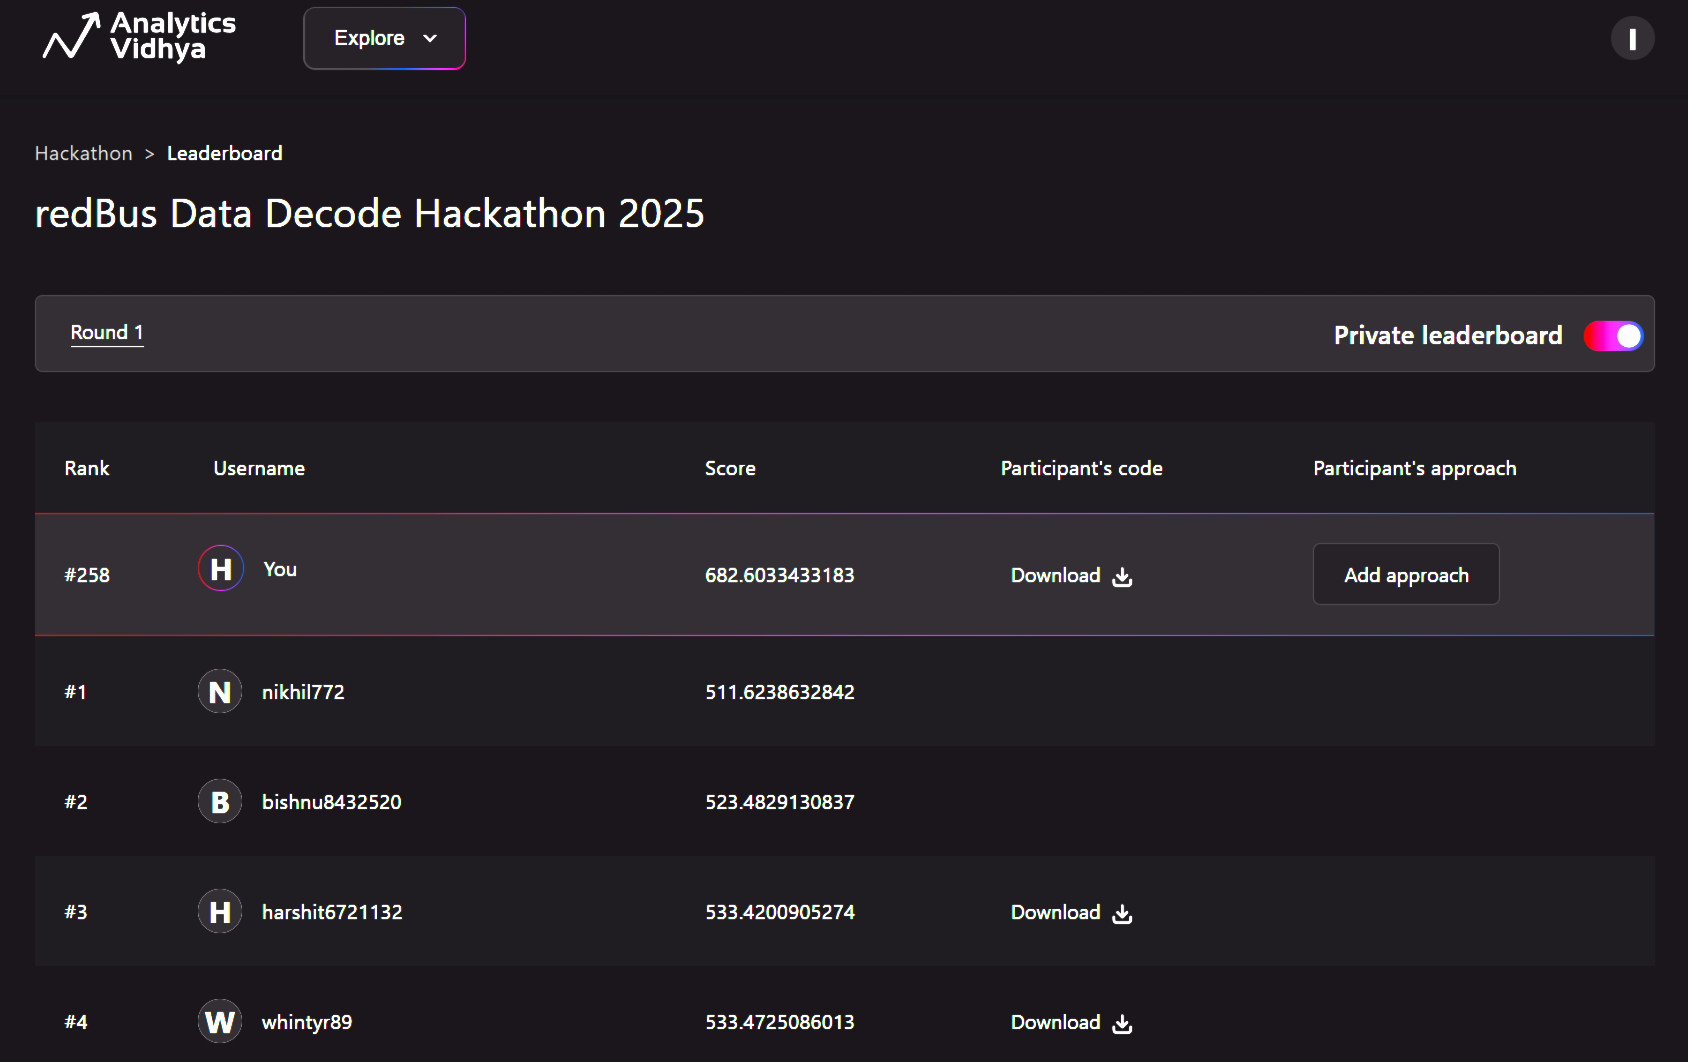 Analytics
Vidhya
Explore
I
Hackathon > Leaderboard
redBus Data Decode Hackathon 2025
Round 1
Private leaderboard
Rank Username Score Participant's code Participant's approach
#258 H You 682.6033433183 Download Add approach
#1 N nikhil772 511.6238632842
#2 B bishnu8432520 523.4829130837
#3 H harshit6721132 533.4200905274 Download
#4 W whintyr89 533.4725086013 Download